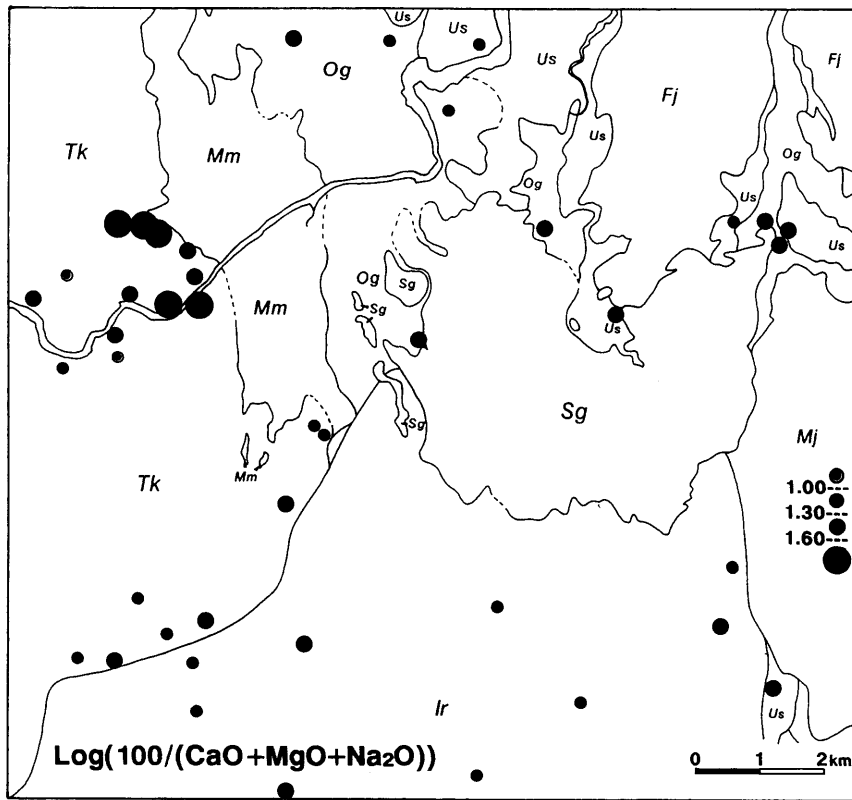 Us
Us
Us
Og
Fj
Fj
Us
Tk
Mm
Og
Og
Us
Us
Og
Sg
Sg
Mm
Us
Sg
Sg
Mj
Mm
Tk
1.00---
1.30---
1.60---
Ir
Us
Log(100/(CaO+MgO+Na₂O))
0 1 2km